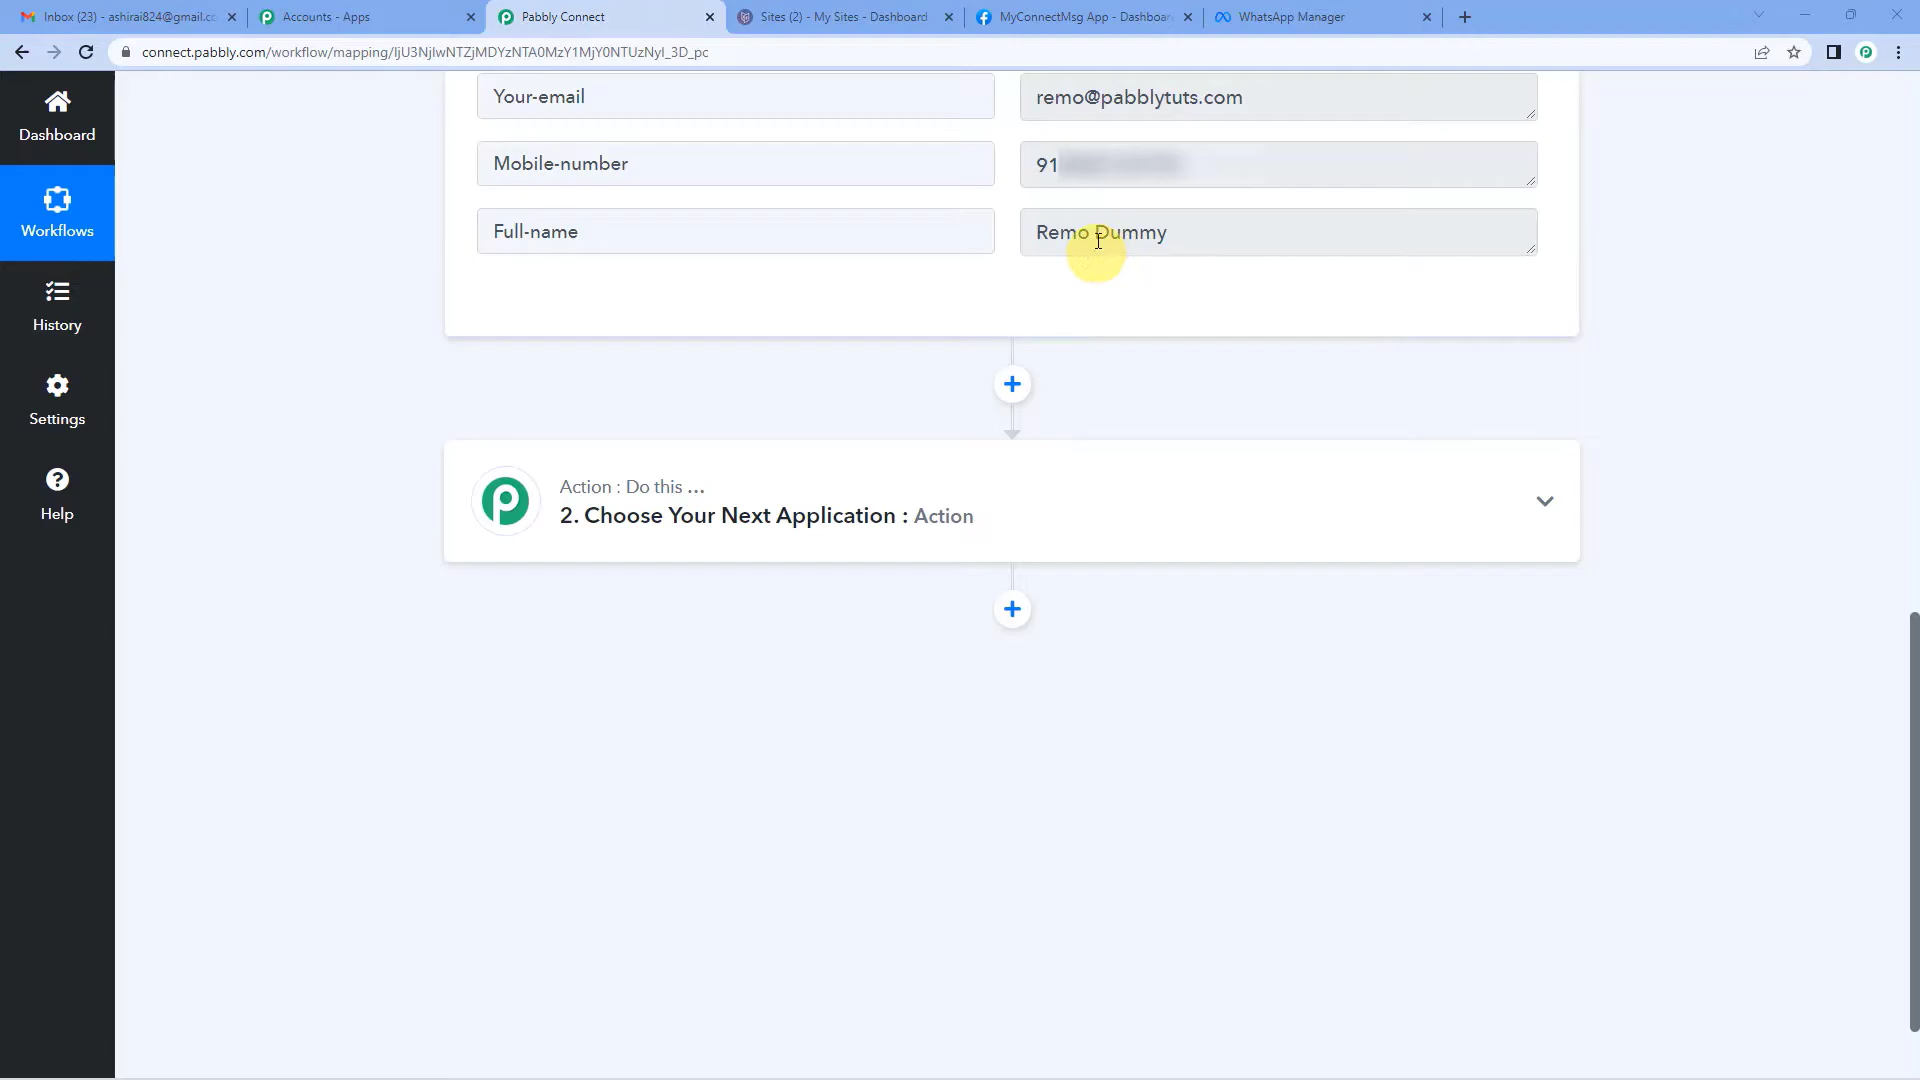 Inbox (23) - ashirai824@gmail.cc
Accounts - Apps
Pabbly Connect
Sites (2) - My Sites - Dashboard
MyConnectMsg App - Dashboar
WhatsApp Manager
connect.pabbly.com/workflow/mapping/IjU3NjIwNTZjMDYzNTA0MzY1MjY0NTUzNyI_3D_pc
Dashboard
Workflows
History
Settings
Help
Your-email
remo@pabblytuts.com
Mobile-number
91
Full-name
Remo Dummy
Action : Do this ...
2. Choose Your Next Application : Action